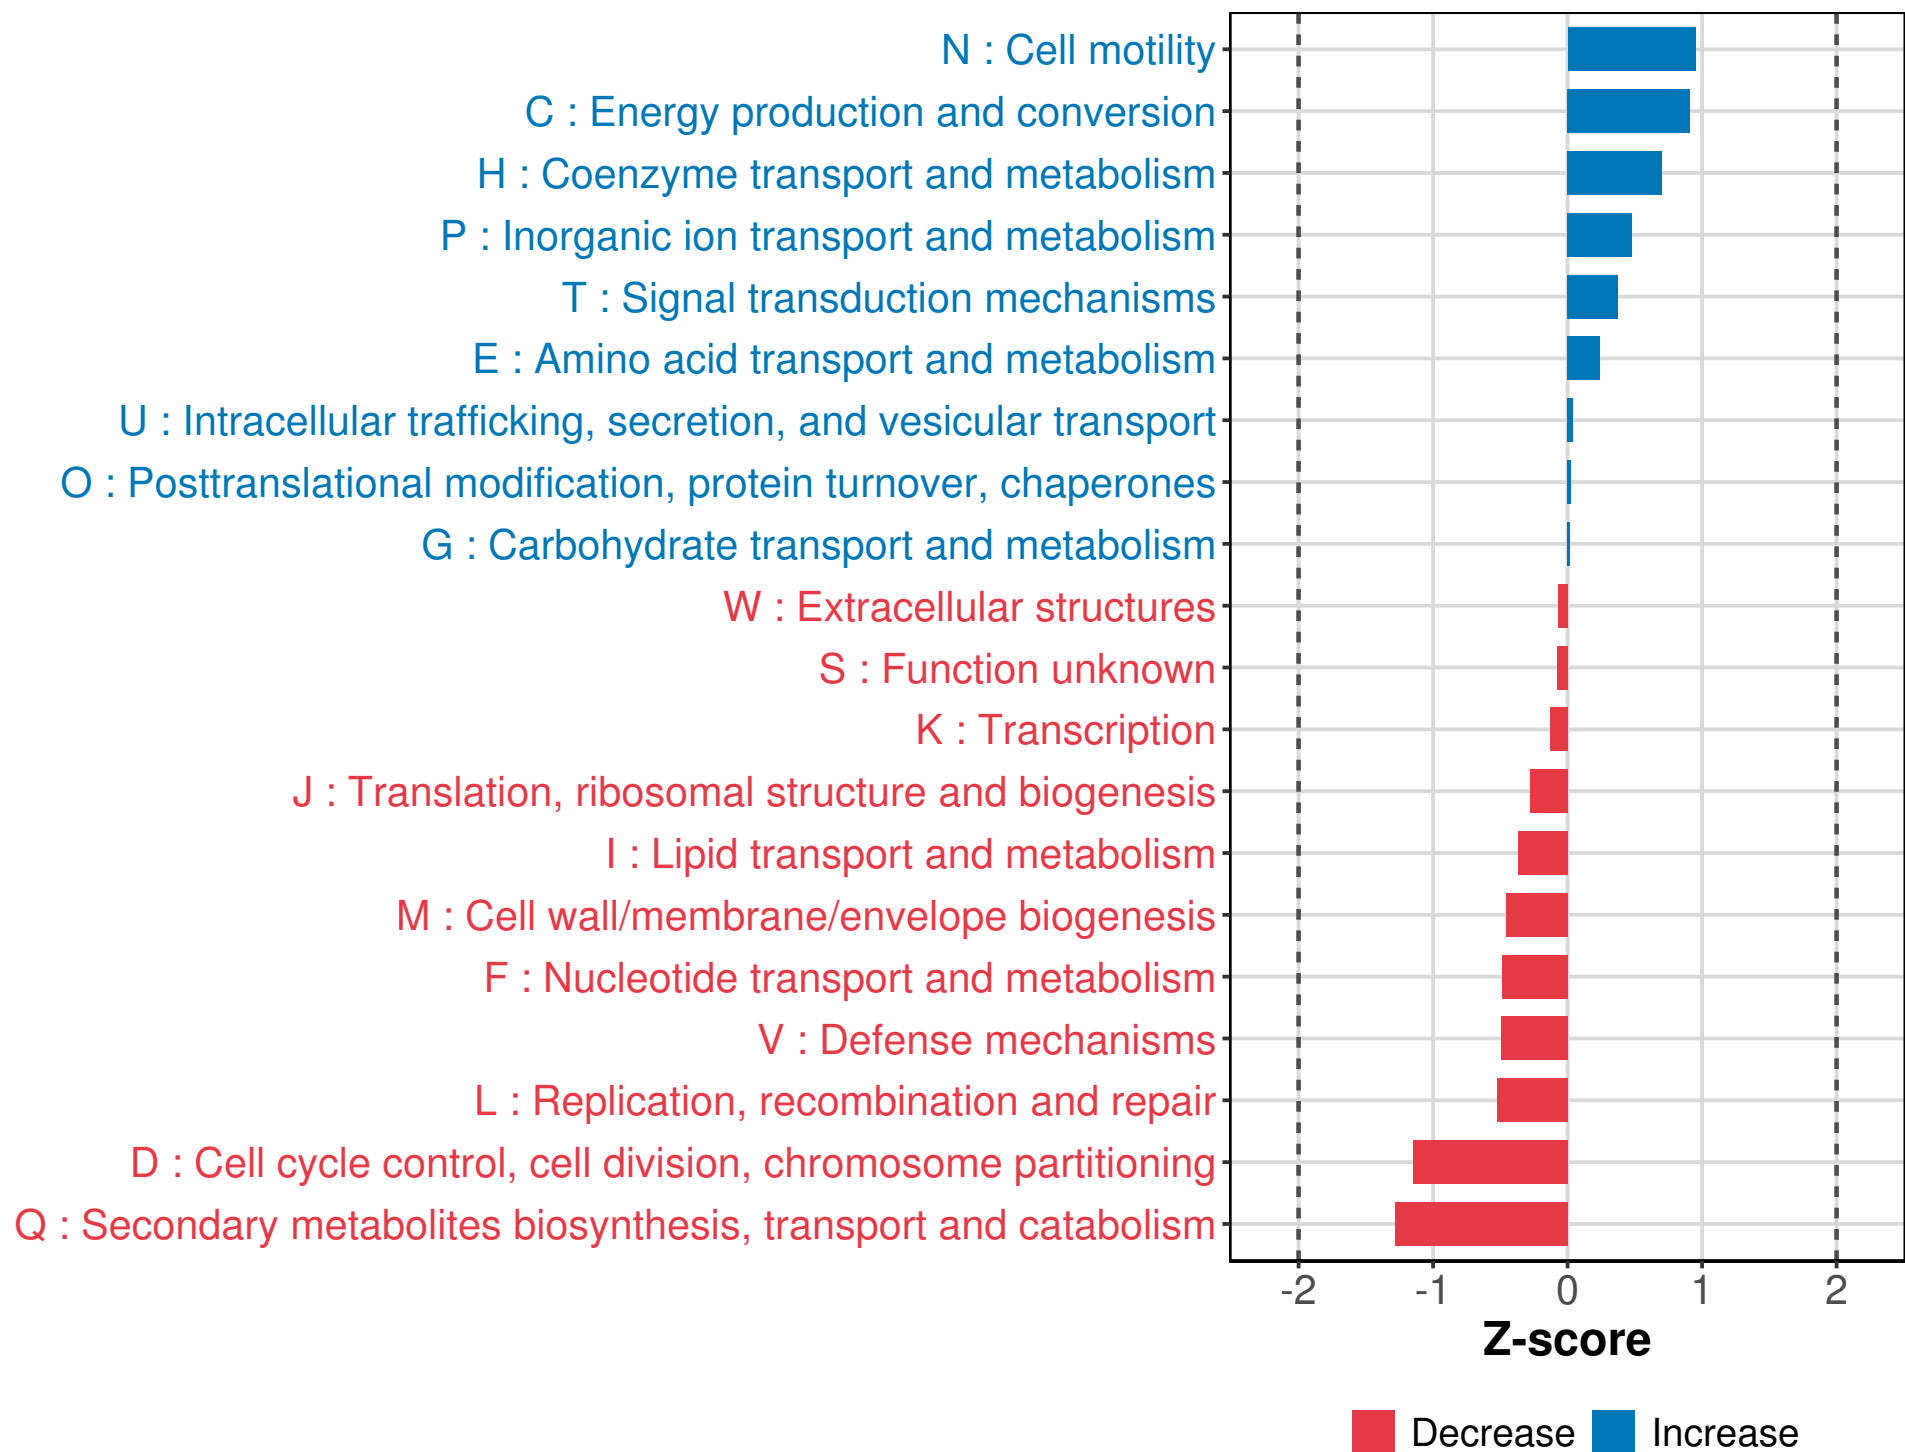 N : Cell motility
C : Energy production and conversion
H : Coenzyme transport and metabolism
P : Inorganic ion transport and metabolism
T : Signal transduction mechanisms
E : Amino acid transport and metabolism
U : Intracellular trafficking, secretion, and vesicular transport
O : Posttranslational modification, protein turnover, chaperones
G : Carbohydrate transport and metabolism
W : Extracellular structures
S : Function unknown
K : Transcription
J : Translation, ribosomal structure and biogenesis
I : Lipid transport and metabolism
M : Cell wall/membrane/envelope biogenesis
F : Nucleotide transport and metabolism
V : Defense mechanisms
L : Replication, recombination and repair
D : Cell cycle control, cell division, chromosome partitioning
Q : Secondary metabolites biosynthesis, transport and catabolism
-2 -1 0 1 2
Z-score
Decrease Increase